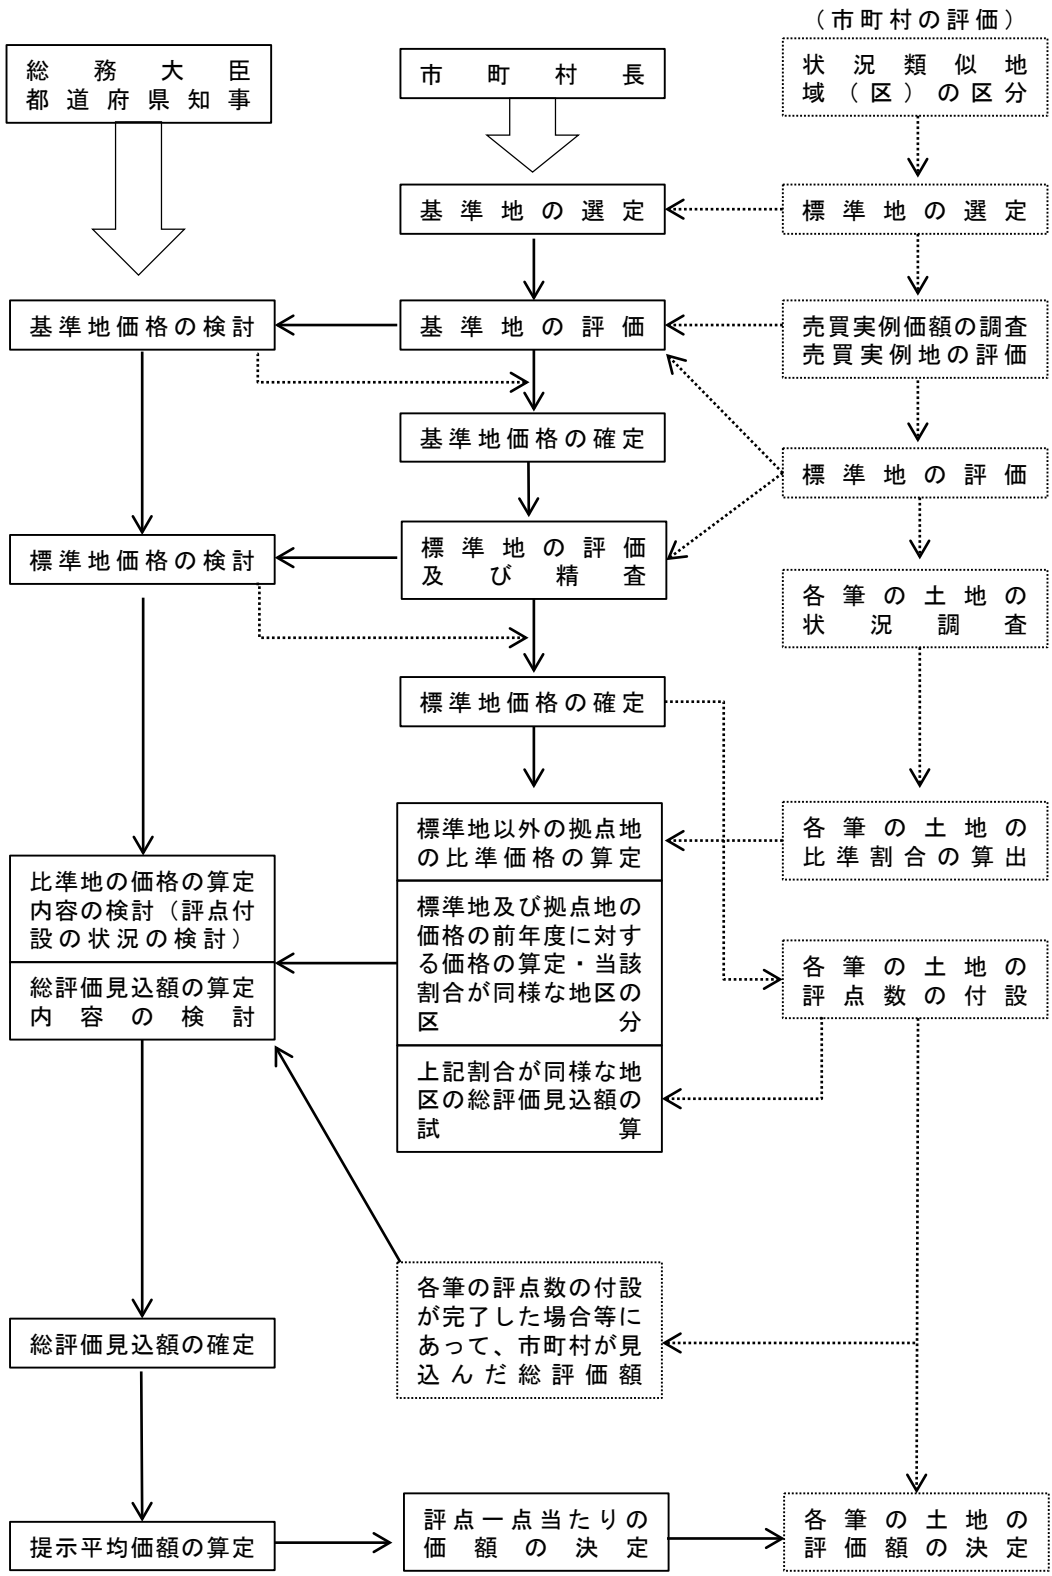 (市町村の評価)
総務大臣
都道府県知事
市町村長
状況類似地
域(区)の区分
基準地の選定
標準地の選定
基準地価格の検討
基準地の評価
売買実例価額の調査
売買実例地の評価
基準地価格の確定
標準地の評価
標準地価格の検討
標準地の評価
及び精査
各筆の土地の
状況調査
標準地価格の確定
標準地以外の拠点地
の比準価格の算定
各筆の土地の
比準割合の算出
比準地の価格の算定
内容の検討(評点付
設の状況の検討)
標準地及び拠点地の
価格の前年度に対す
る価格の算定・当該
割合が同様な地区の
区分
各筆の土地の
評点数の付設
総評価見込額の算定
内容の検討
上記割合が同様な地
区の総評価見込額の
試算
各筆の評点数の付設
が完了した場合等に
あって、市町村が見
込んだ総評価額
総評価見込額の確定
提示平均価額の算定
評点一点当たりの
価額の決定
各筆の土地の
評価額の決定